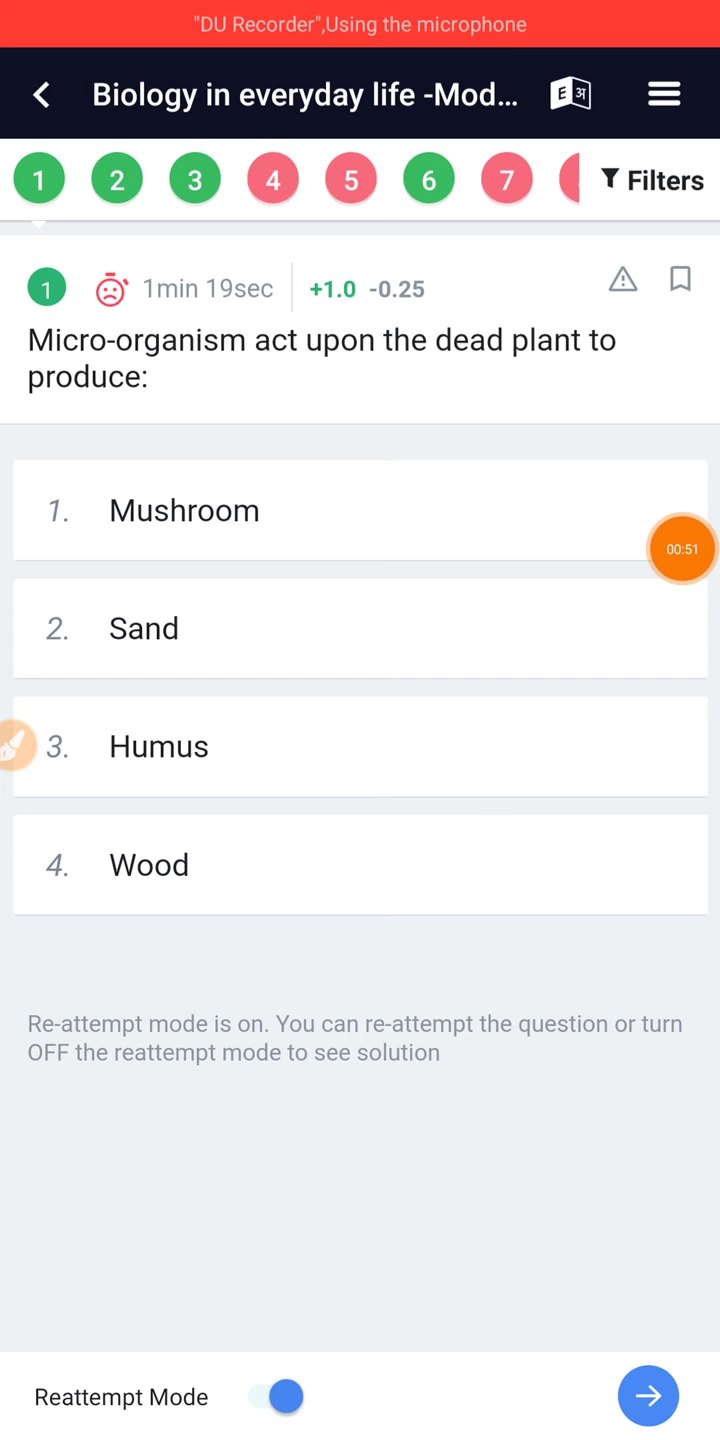 "DU Recorder",Using the microphone
Biology in everyday life -Mod... E अ
1 2 3 4 5 6 7 Filters
1 1min 19sec +1.0 -0.25
Micro-organism act upon the dead plant to
produce:
1. Mushroom
00:51
2. Sand
3. Humus
4. Wood
Re-attempt mode is on. You can re-attempt the question or turn
OFF the reattempt mode to see solution
Reattempt Mode